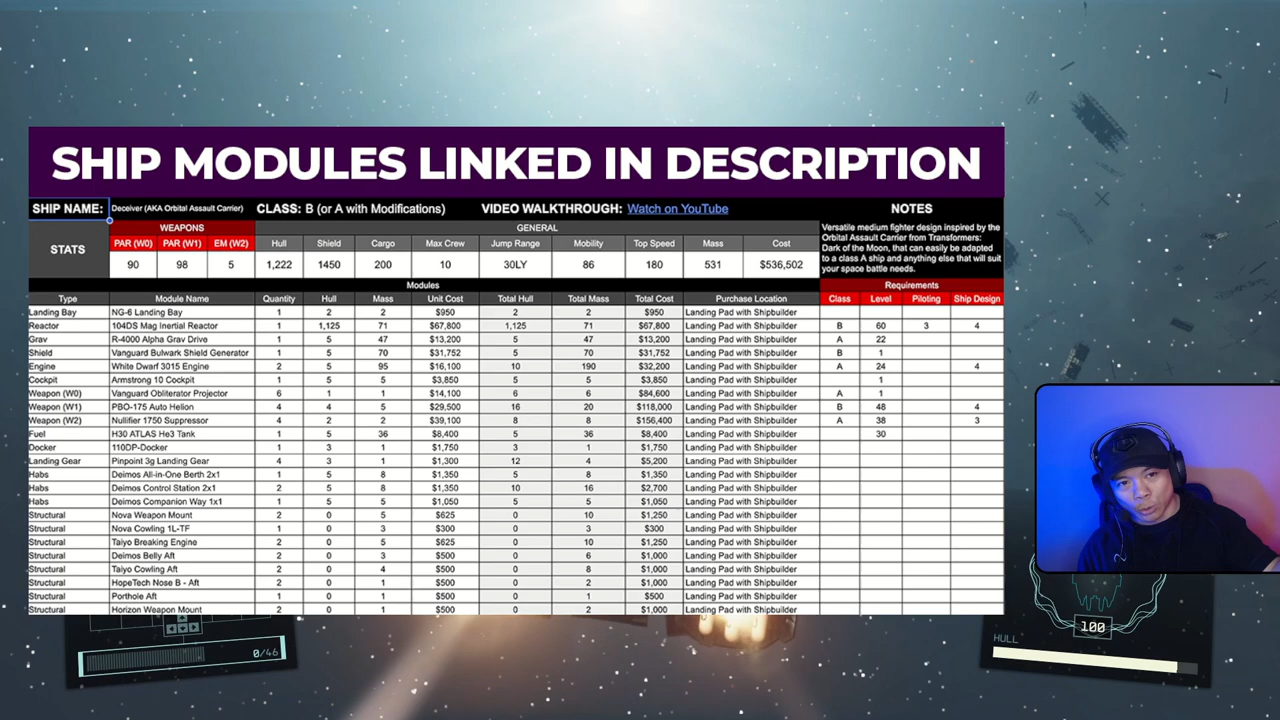 SHIP MODULES LINKED IN DESCRIPTION
SHIP NAME: Deceiver (AKA Orbital Assault Carrier) CLASS: B (or A with Modifications) VIDEO WALKTHROUGH: Watch on YouTube NOTES
STATS WEAPONS GENERAL
PAR (W0) PAR (W1) EM (W2) Hull Shield Cargo Max Crew Jump Range Mobility Top Speed Mass Cost
90 98 5 1,222 1450 200 10 30LY 86 180 531 $536,502
Versatile medium fighter design inspired by the
Orbital Assault Carrier from Transformers:
Dark of the Moon, that can easily be adapted
to a class A ship and anything else that will suit
your space battle needs.
Modules Requirements
Type Module Name Quantity Hull Mass Unit Cost Total Hull Total Mass Total Cost Purchase Location Class Level Piloting Ship Design
Landing Bay NG-6 Landing Bay 1 2 2 $950 2 2 $950 Landing Pad with Shipbuilder
Reactor 104DS Mag Inertial Reactor 1 1,125 71 $67,800 1,125 71 $67,800 Landing Pad with Shipbuilder B 60 3 4
Grav R-4000 Alpha Grav Drive 1 5 47 $13,200 5 47 $13,200 Landing Pad with Shipbuilder A 22
Shield Vanguard Bulwark Shield Generator 1 5 70 $31,752 5 70 $31,752 Landing Pad with Shipbuilder B 1
Engine White Dwarf 3015 Engine 2 5 95 $16,100 10 190 $32,200 Landing Pad with Shipbuilder A 24 4
Cockpit Armstrong 10 Cockpit 1 5 5 $3,850 5 5 $3,850 Landing Pad with Shipbuilder 1
Weapon (W0) Vanguard Obliterator Projector 6 1 1 $14,100 6 6 $84,600 Landing Pad with Shipbuilder A 1
Weapon (W1) PBO-175 Auto Helion 4 4 5 $29,500 16 20 $118,000 Landing Pad with Shipbuilder B 48 4
Weapon (W2) Nullifier 1750 Suppressor 4 2 2 $39,100 8 8 $156,400 Landing Pad with Shipbuilder A 38 3
Fuel H30 ATLAS He3 Tank 1 5 36 $8,400 5 36 $8,400 Landing Pad with Shipbuilder 30
Docker 110DP-Docker 1 3 1 $1,750 3 1 $1,750 Landing Pad with Shipbuilder
Landing Gear Pinpoint 3g Landing Gear 4 3 1 $1,300 12 4 $5,200 Landing Pad with Shipbuilder
Habs Deimos All-in-One Berth 2x1 1 5 8 $1,350 5 8 $1,350 Landing Pad with Shipbuilder
Habs Deimos Control Station 2x1 2 5 8 $1,350 10 16 $2,700 Landing Pad with Shipbuilder
Habs Deimos Companion Way 1x1 1 5 5 $1,050 5 5 $1,050 Landing Pad with Shipbuilder
Structural Nova Weapon Mount 2 0 5 $625 0 10 $1,250 Landing Pad with Shipbuilder
Structural Nova Cowling 1L-TF 1 0 3 $300 0 3 $300 Landing Pad with Shipbuilder
Structural Taiyo Breaking Engine 2 0 5 $625 0 10 $1,250 Landing Pad with Shipbuilder
Structural Deimos Belly Aft 2 0 3 $500 0 6 $1,000 Landing Pad with Shipbuilder
Structural Taiyo Cowling Aft 2 0 4 $500 0 8 $1,000 Landing Pad with Shipbuilder
Structural HopeTech Nose B - Aft 2 0 1 $500 0 2 $1,000 Landing Pad with Shipbuilder
Structural Porthole Aft 1 0 1 $500 0 1 $500 Landing Pad with Shipbuilder
Structural Horizon Weapon Mount 2 0 1 $500 0 2 $1,000 Landing Pad with Shipbuilder
0/46
100
HULL